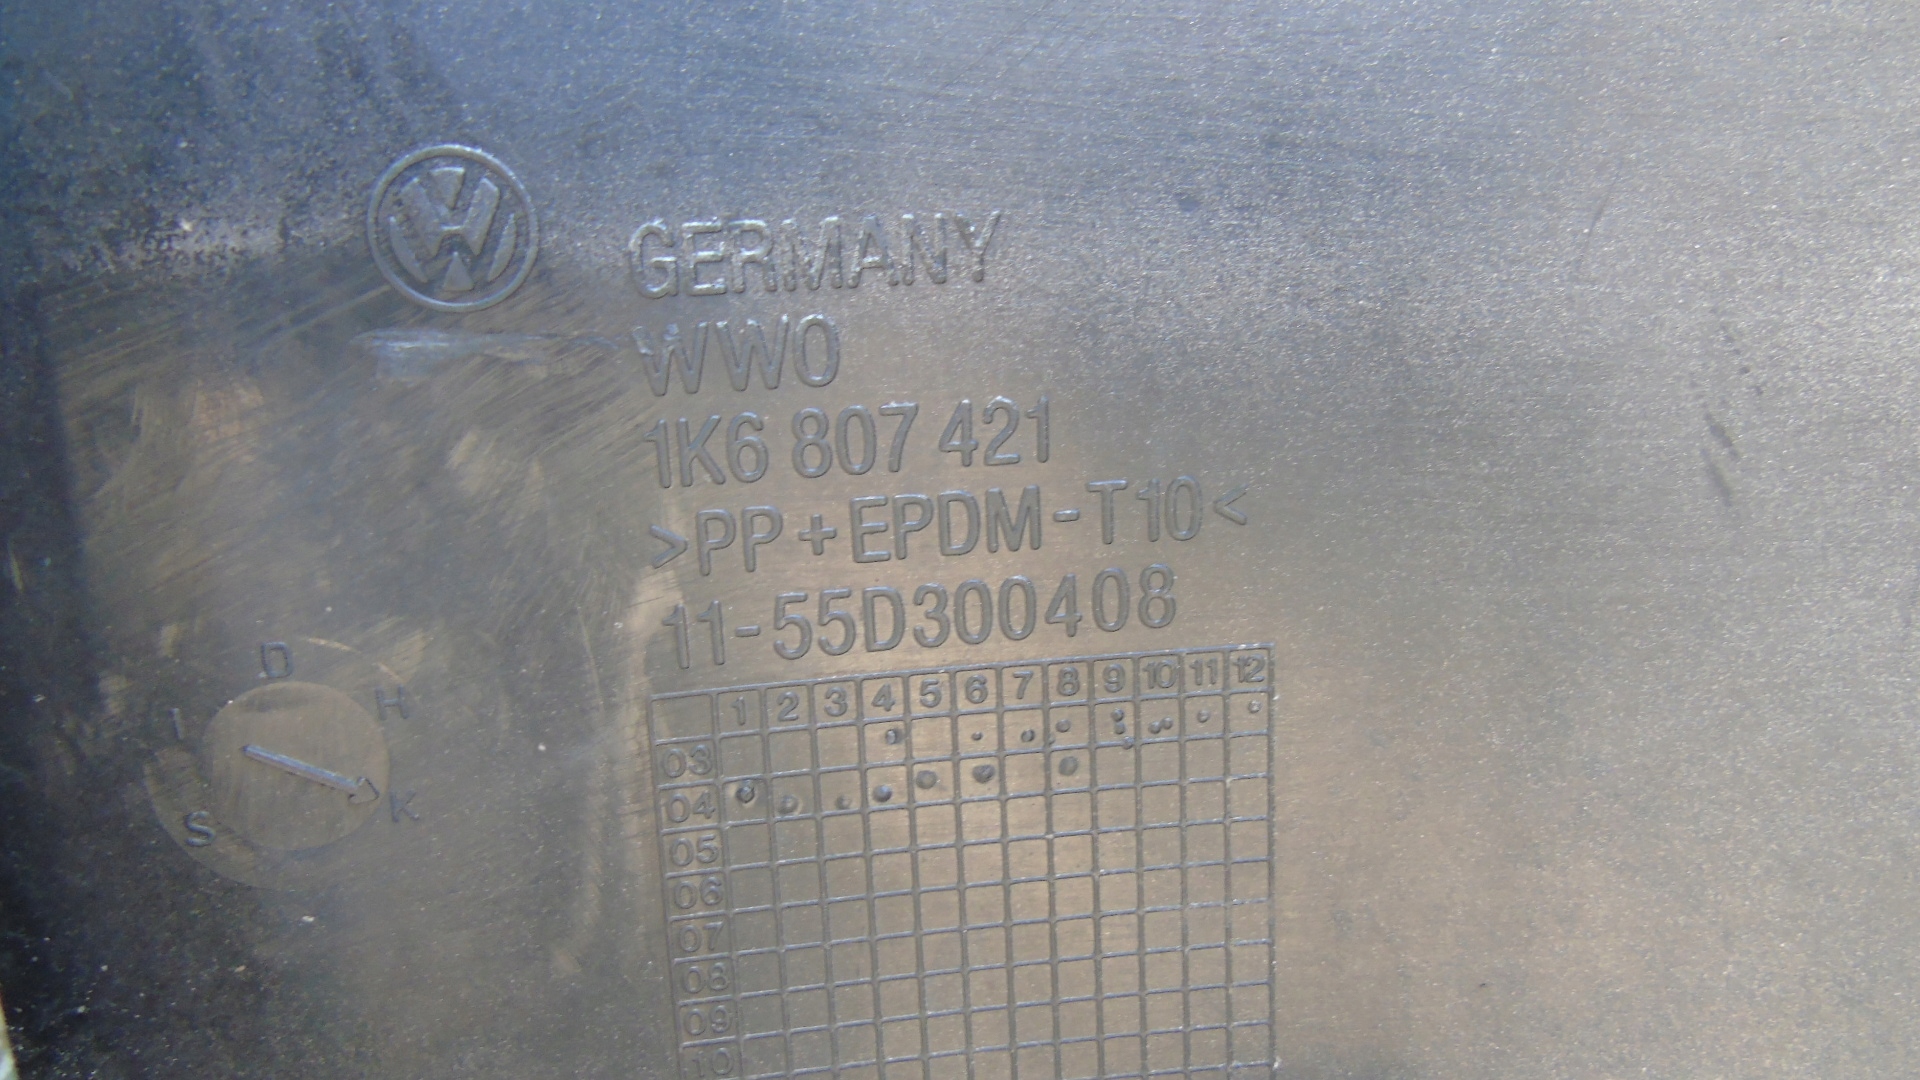 GERMANY
WWO
1K6 807 421
>PP+EPDM-T10<
11-55D300408
1 2 3 4 5 6 7 8 9 10 11 12
03
04
05
06
07
08
09
10
D
H
I
K
S